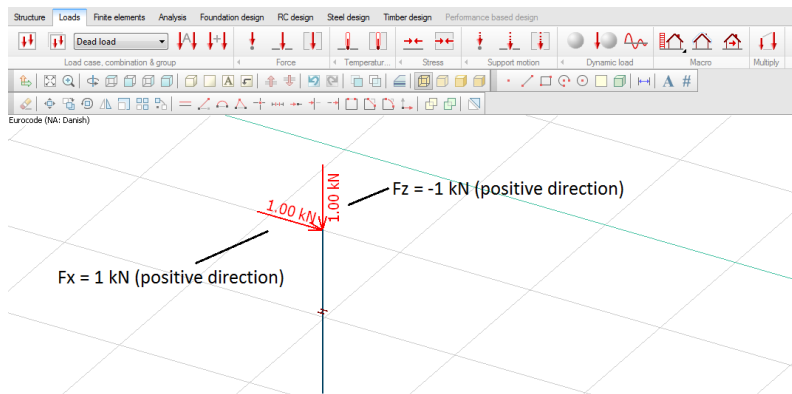 Structure Loads Finite elements Analysis Foundation design RC design Steel design Timber design Performance based design
Dead load
Load case, combination & group Force Temperatur... Stress Support motion Dynamic load Macro Multiply
A #
Eurocode (NA: Danish)
1.00 kN
1.00 kN
Fz = -1 kN (positive direction)
Fx = 1 kN (positive direction)